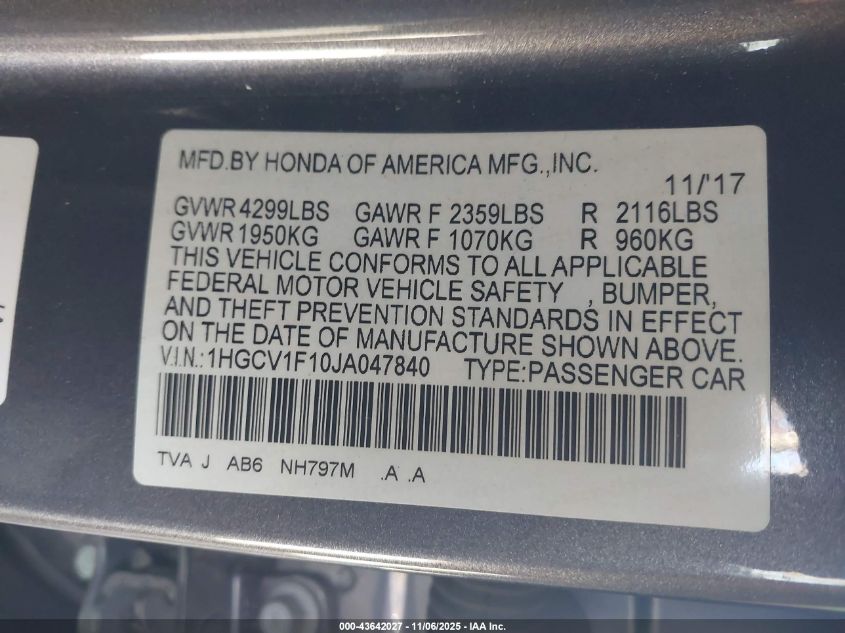 MFD.BY HONDA OF AMERICA MFG.,INC.
11/'17
GVWR 4299LBS GAWR F 2359LBS R 2116LBS
GVWR 1950KG GAWR F 1070KG R 960KG
THIS VEHICLE CONFORMS TO ALL APPLICABLE
FEDERAL MOTOR VEHICLE SAFETY , BUMPER,
AND THEFT PREVENTION STANDARDS IN EFFECT
ON THE DATE OF MANUFACTURE SHOWN ABOVE.
V.I.N.:1HGCV1F10JA047840 TYPE:PASSENGER CAR
TVA J AB6 NH797M .A .A
000-43642027 - 11/06/2025 - IAA Inc.